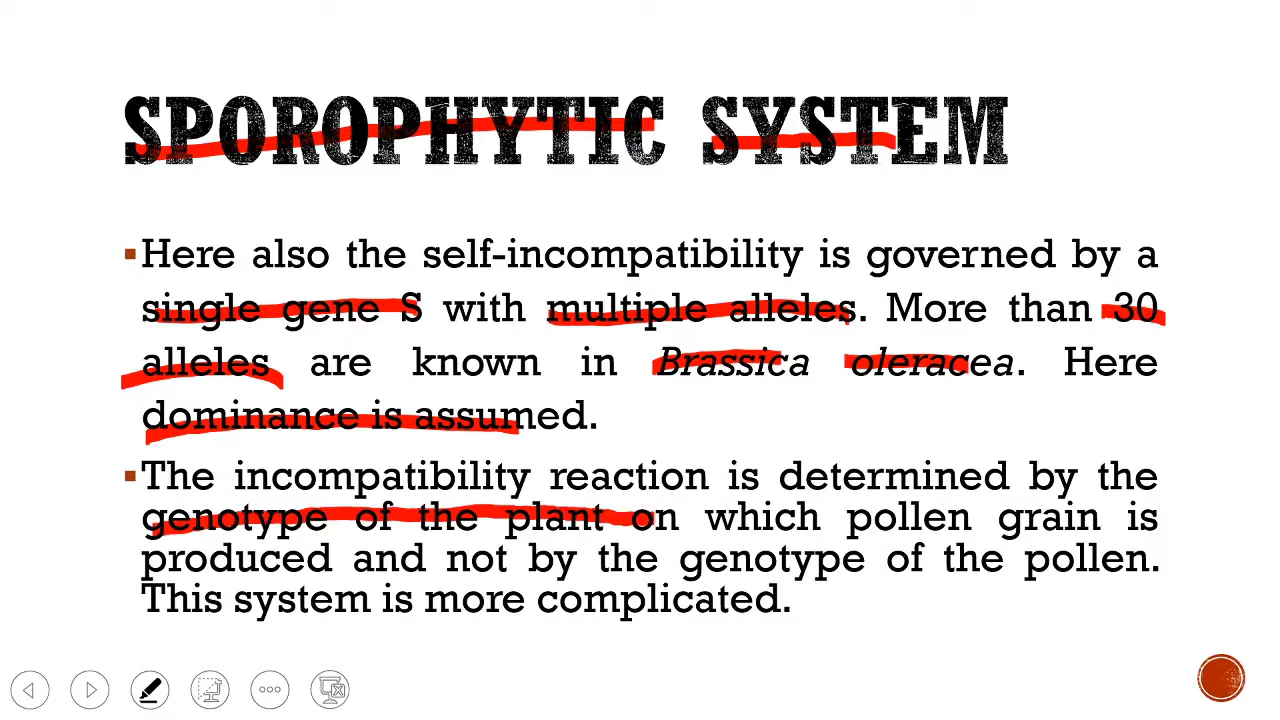 SPOROPHYTIC SYSTEM
▪Here also the self-incompatibility is governed by a
single gene S with multiple alleles. More than 30
alleles are known in Brassica oleracea. Here
dominance is assumed.
▪The incompatibility reaction is determined by the
genotype of the plant on which pollen grain is
produced and not by the genotype of the pollen.
This system is more complicated.